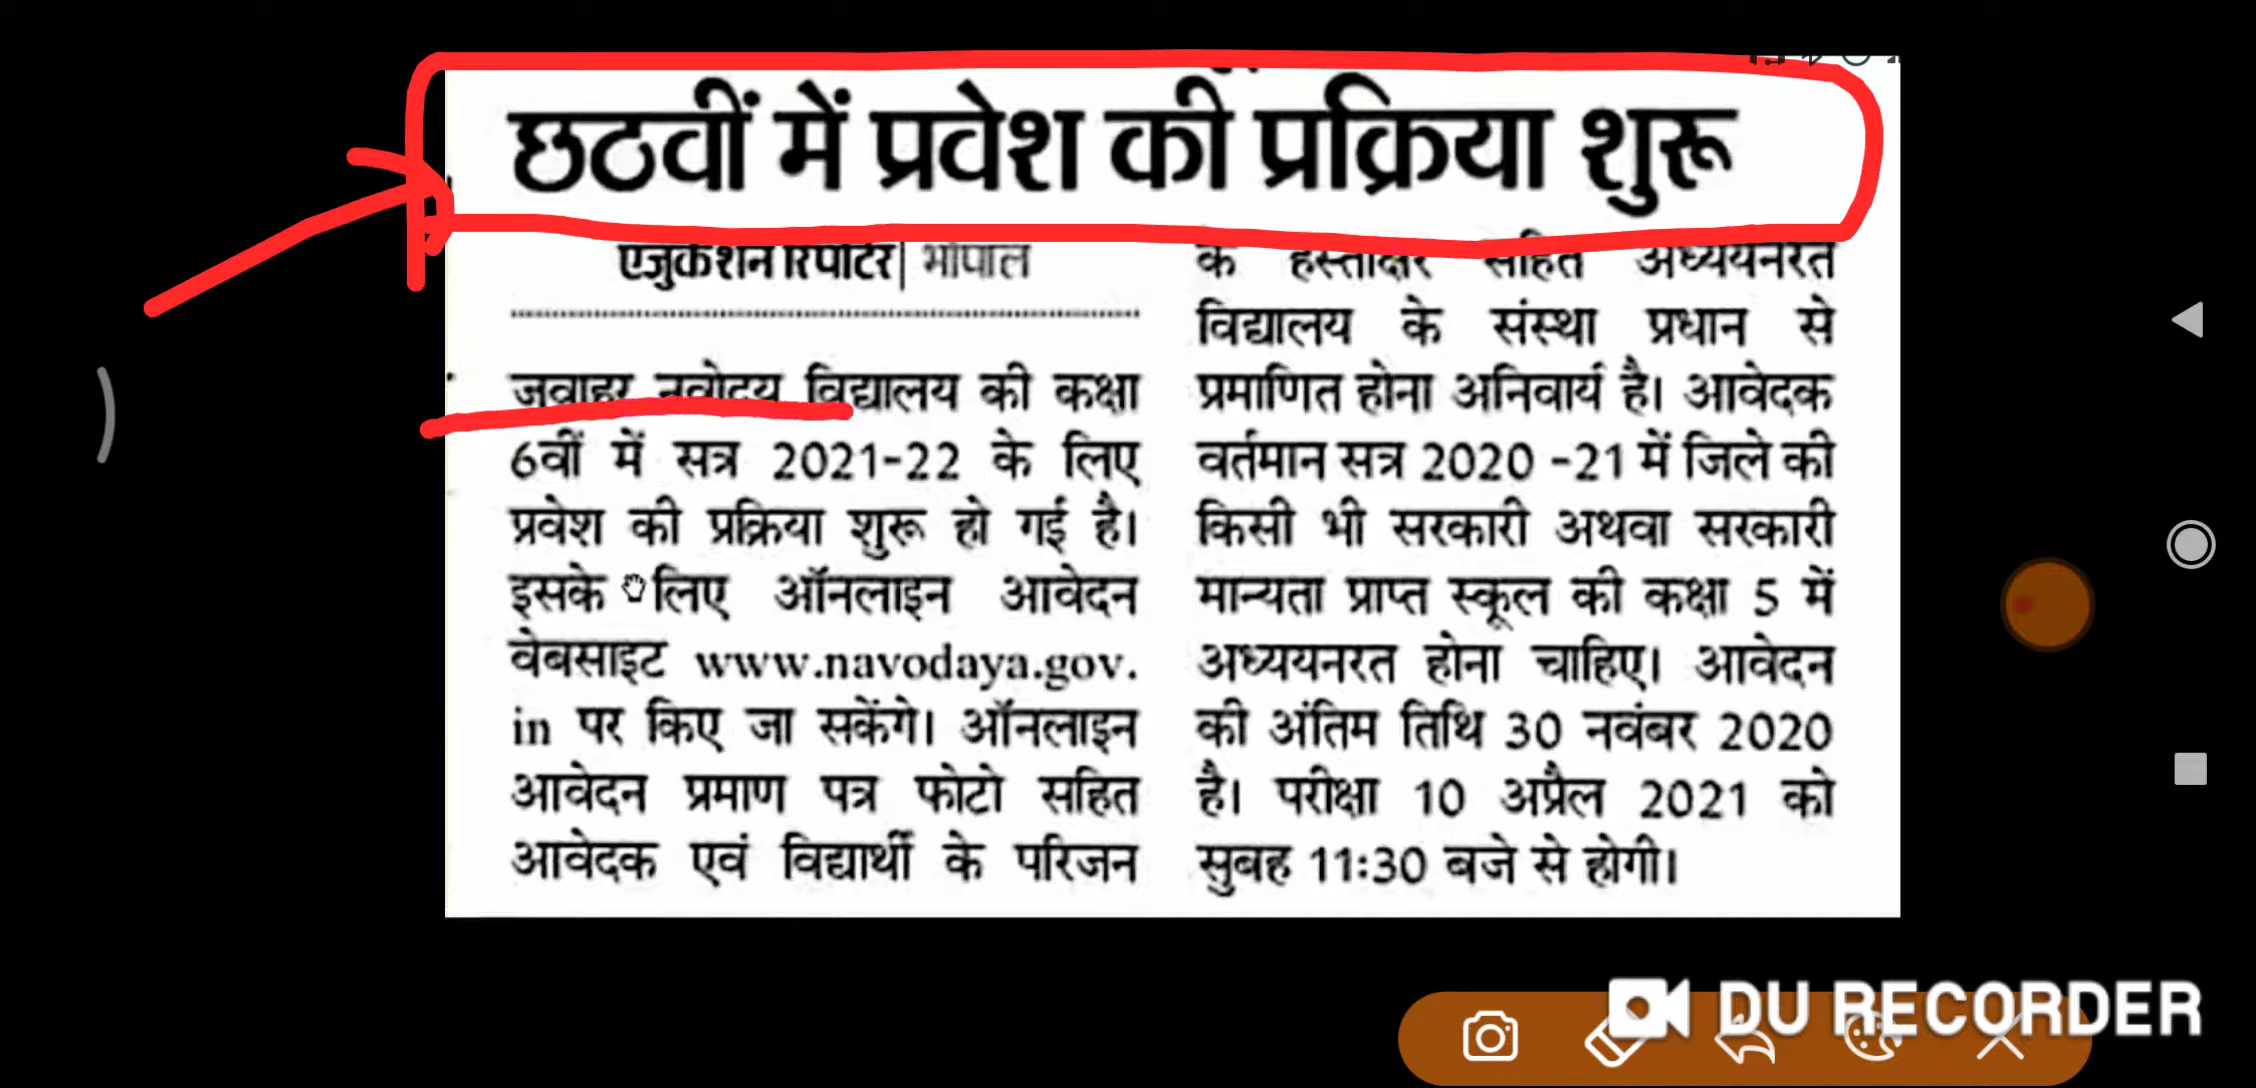 छठवीं में प्रवेश की प्रक्रिया शुरू
एजुकेशन रिपोर्टर| भोपाल
जवाहर नवोदय विद्यालय की कक्षा
6वीं में सत्र 2021-22 के लिए
प्रवेश की प्रक्रिया शुरू हो गई है।
इसके लिए ऑनलाइन आवेदन
वेबसाइट www.navodaya.gov.
in पर किए जा सकेंगे। ऑनलाइन
आवेदन प्रमाण पत्र फोटो सहित
आवेदक एवं विद्यार्थी के परिजन
के हस्ताक्षर सहित अध्ययनरत
विद्यालय के संस्था प्रधान से
प्रमाणित होना अनिवार्य है। आवेदक
वर्तमान सत्र 2020 -21 में जिले की
किसी भी सरकारी अथवा सरकारी
मान्यता प्राप्त स्कूल की कक्षा 5 में
अध्ययनरत होना चाहिए। आवेदन
की अंतिम तिथि 30 नवंबर 2020
है। परीक्षा 10 अप्रैल 2021 को
सुबह 11:30 बजे से होगी।
DU RECORDER